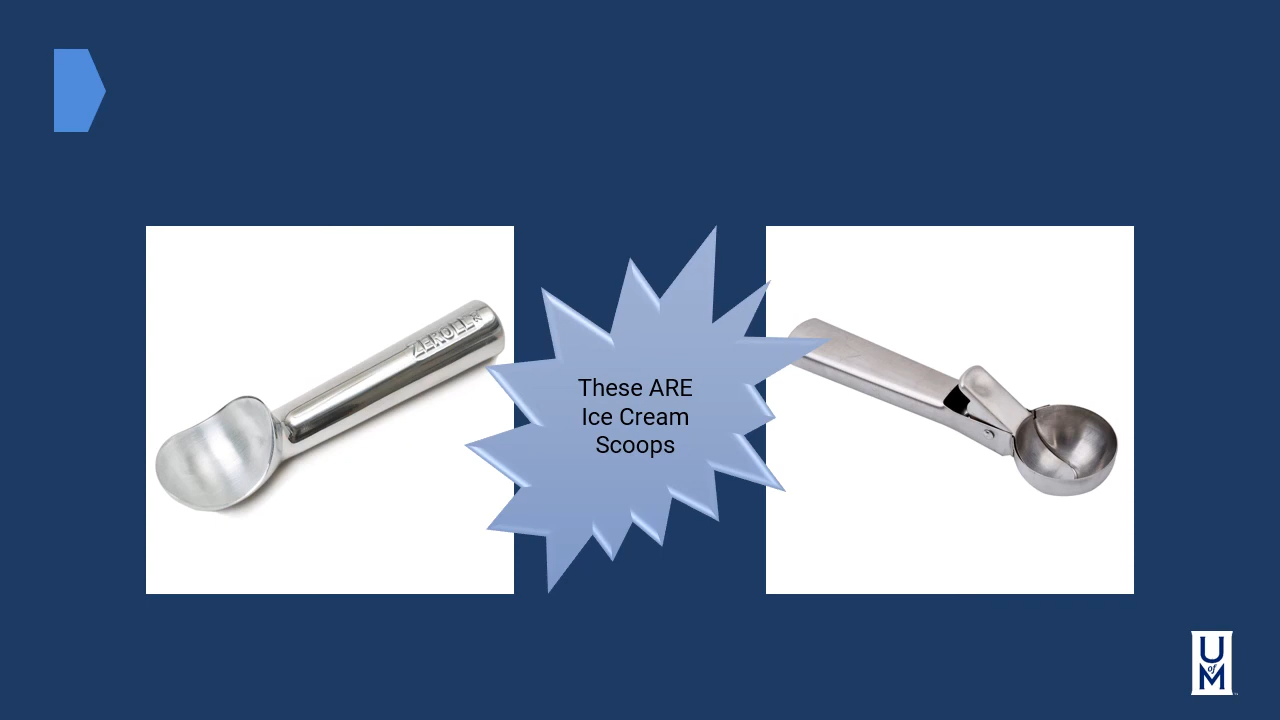 ZEROLL
These ARE
Ice Cream
Scoops
U
of
M